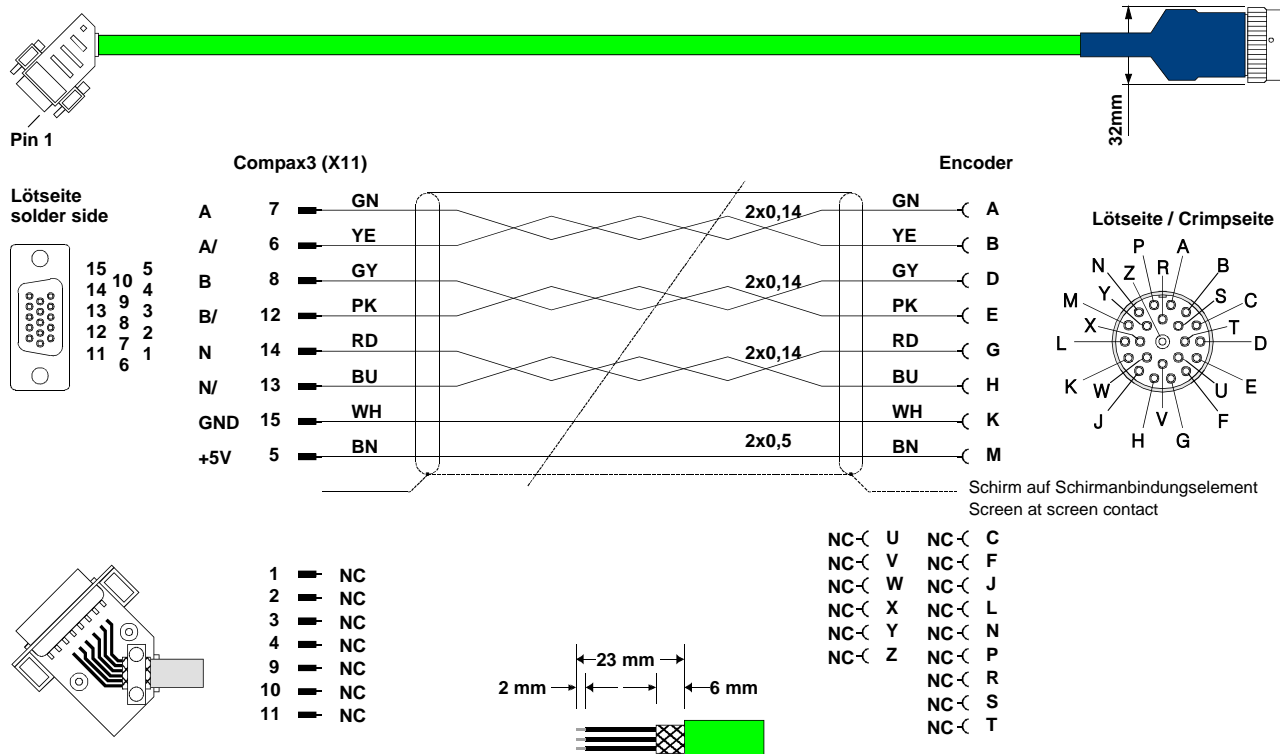 32mm
Pin 1
Compax3 (X11)
Encoder
Lötseite
solder side
15 5
10
14 4
9
13 3
8
12 2
7
11 1
6
A 7 GN 2x0,14 GN A
A/ 6 YE YE B
B 8 GY 2x0,14 GY D
B/ 12 PK PK E
N 14 RD 2x0,14 RD G
N/ 13 BU BU H
GND 15 WH WH K
+5V 5 BN 2x0,5 BN M
Lötseite / Crimpseite
P A
Z R
N B
Y S
M C
X T
L D
K E
W U
J F
V
H G
Schirm auf Schirmanbindungselement
Screen at screen contact
1 NC
2 NC
3 NC
4 NC
9 NC
10 NC
11 NC
NC U NC C
NC V NC F
NC W NC J
NC X NC L
NC Y NC N
NC Z NC P
NC R
NC S
NC T
23 mm
2 mm 6 mm